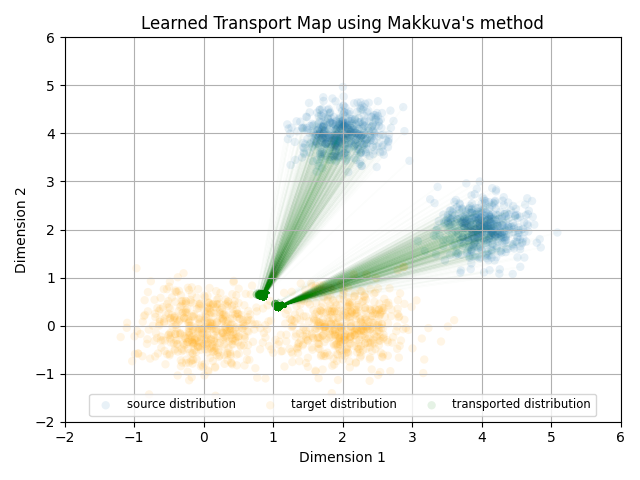 Learned Transport Map using Makkuva's method
6
5
4
3
2
1
0
−1
−2
Dimension 2
source distribution target distribution transported distribution
−2 −1 0 1 2 3 4 5 6
Dimension 1